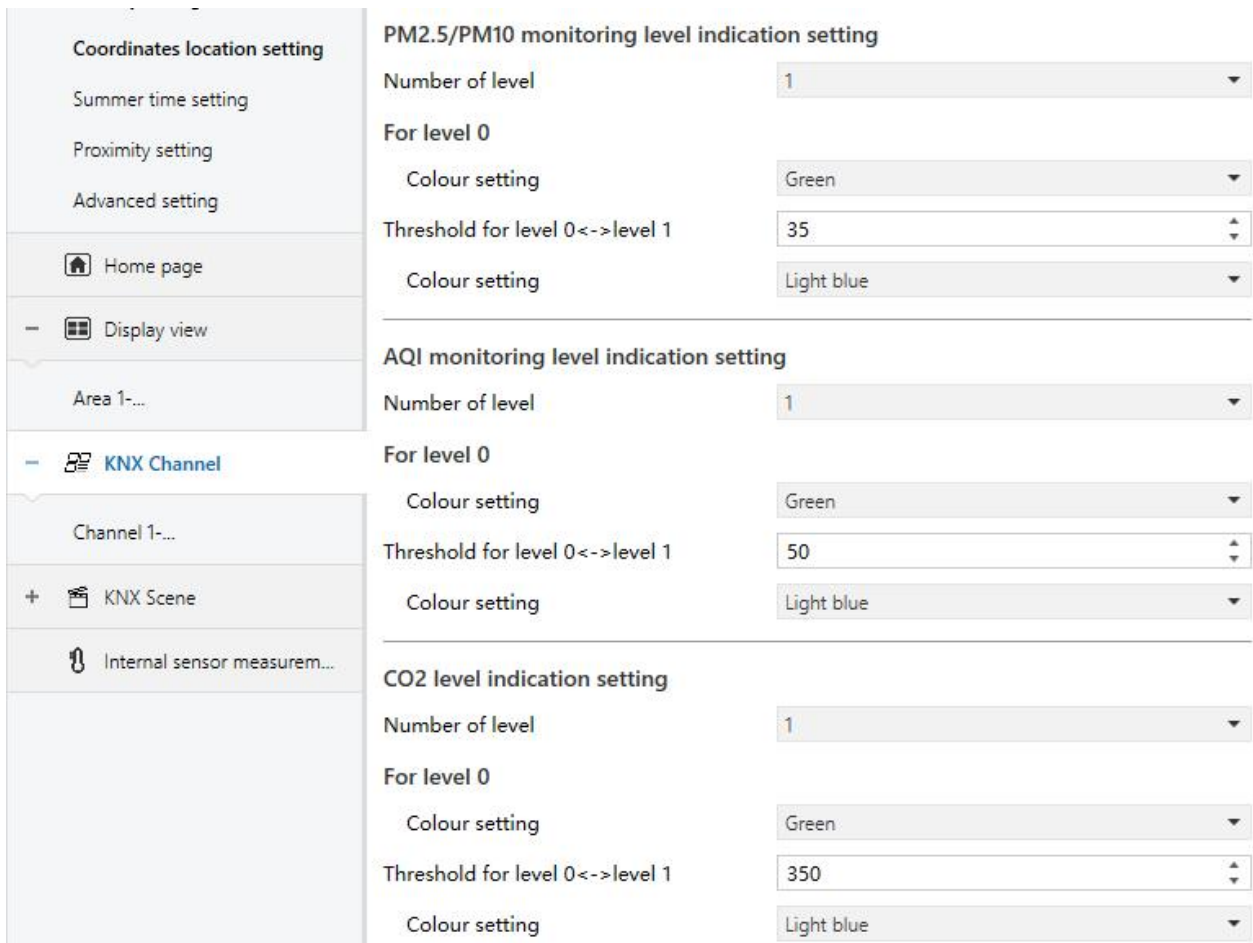 Coordinates location setting
Summer time setting
Proximity setting
Advanced setting
Home page
Display view
Area 1-...
KNX Channel
Channel 1-...
KNX Scene
Internal sensor measurem...
PM2.5/PM10 monitoring level indication setting
Number of level 1
For level 0
Colour setting Green
Threshold for level 0<->level 1 35
Colour setting Light blue
AQI monitoring level indication setting
Number of level 1
For level 0
Colour setting Green
Threshold for level 0<->level 1 50
Colour setting Light blue
CO2 level indication setting
Number of level 1
For level 0
Colour setting Green
Threshold for level 0<->level 1 350
Colour setting Light blue